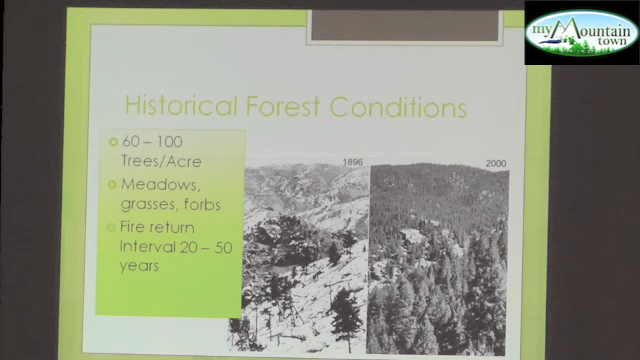 my Mountain
town
Historical Forest Conditions
60 – 100
Trees/Acre
Meadows,
grasses, forbs
Fire return
Interval 20 – 50
years
1896
2000